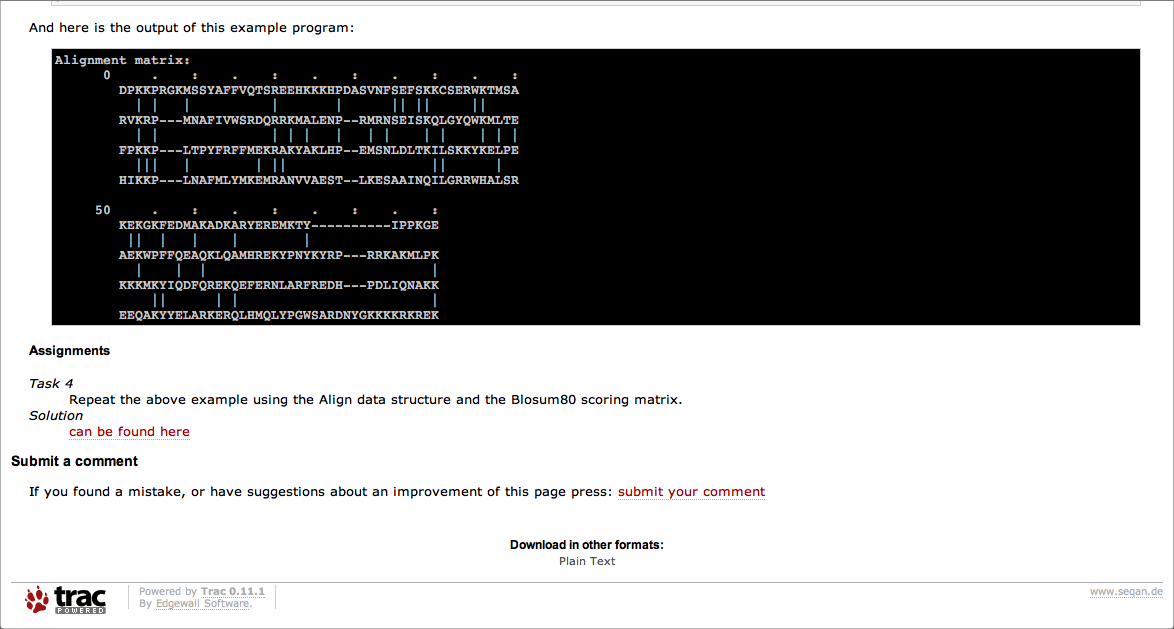 And here is the output of this example program:
Alignment matrix:
      0     .    :    .    :    .    :    .    :    .    :
        DPKKPRGKMSSYAFFVQTSREEHKKKHPDASVNFSEFSKKCSERWKTMSA
          | |   |          |       |      || ||     ||
        RVKRP---MNAFIVWSRDQRRKMALENP--RMRNSEISKQLGYQWKMLTE
          | |              | | |   |   | |    | |    | | |
        FPKKP---LTPYFRFFMEKRAKYAKLHP--EMSNLDLTKILSKKYKELPE
          |||   |        | ||                  ||      |
        HIKKP---LNAFMLYMKEMRANVVAEST--LKESAAINQILGRRWHALSR
     50     .    :    .    :    .    :    .    :
        KEKGKFEDMAKADKARYEREMKTY----------IPPKGE
         ||  |   |    |        |
        AEKWPFFQEAQKLQAMHREKYPNYKYRP---RRKAKMLPK
          |    |  |                            |
        KKKMKYIQDFQREKQEFERNLARFREDH---PDLIQNAKK
            ||      | |                        |
        EEQAKYYELARKERQLHMQLYPGWSARDNYGKKKKRKREK
Assignments
Task 4
Repeat the above example using the Align data structure and the Blosum80 scoring matrix.
Solution
can be found here
Submit a comment
If you found a mistake, or have suggestions about an improvement of this page press: submit your comment
Download in other formats:
Plain Text
trac
POWERED
Powered by Trac 0.11.1
By Edgewall Software.
www.seqan.de